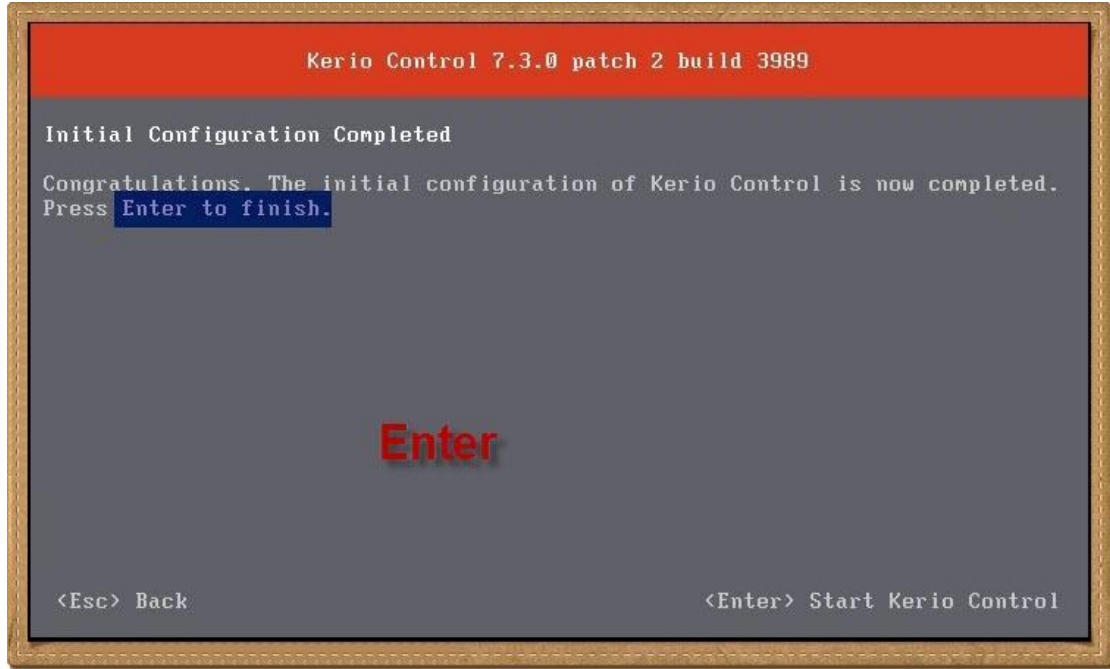 Kerio Control 7.3.0 patch 2 build 3989
Initial Configuration Completed
Congratulations. The initial configuration of Kerio Control is now completed.
Press Enter to finish.
Enter
<Esc> Back
<Enter> Start Kerio Control